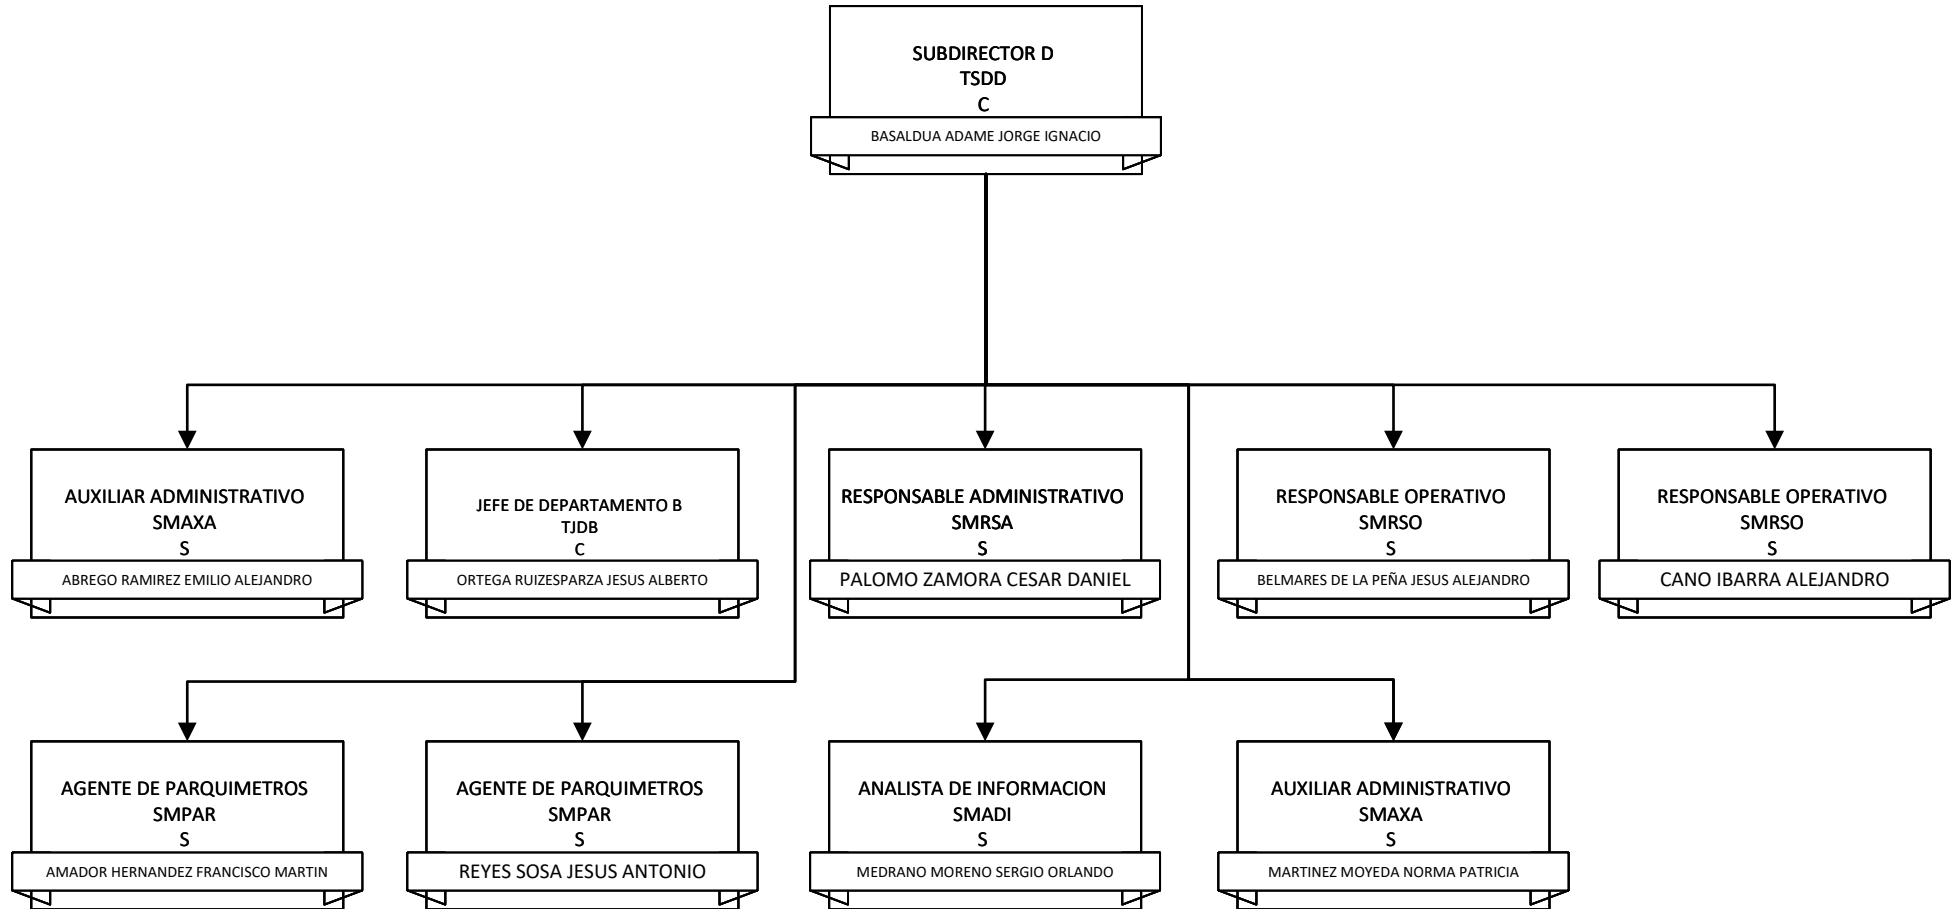 SUBDIRECTOR D
TSDD
C
BASALDUA ADAME JORGE IGNACIO
AUXILIAR ADMINISTRATIVO
SMAXA
S
ABREGO RAMIREZ EMILIO ALEJANDRO
JEFE DE DEPARTAMENTO B
TJDB
C
ORTEGA RUIZESPARZA JESUS ALBERTO
RESPONSABLE ADMINISTRATIVO
SMRSA
S
PALOMO ZAMORA CESAR DANIEL
RESPONSABLE OPERATIVO
SMRSO
S
BELMARES DE LA PEÑA JESUS ALEJANDRO
RESPONSABLE OPERATIVO
SMRSO
S
CANO IBARRA ALEJANDRO
AGENTE DE PARQUIMETROS
SMPAR
S
AMADOR HERNANDEZ FRANCISCO MARTIN
AGENTE DE PARQUIMETROS
SMPAR
S
REYES SOSA JESUS ANTONIO
ANALISTA DE INFORMACION
SMADI
S
MEDRANO MORENO SERGIO ORLANDO
AUXILIAR ADMINISTRATIVO
SMAXA
S
MARTINEZ MOYEDA NORMA PATRICIA